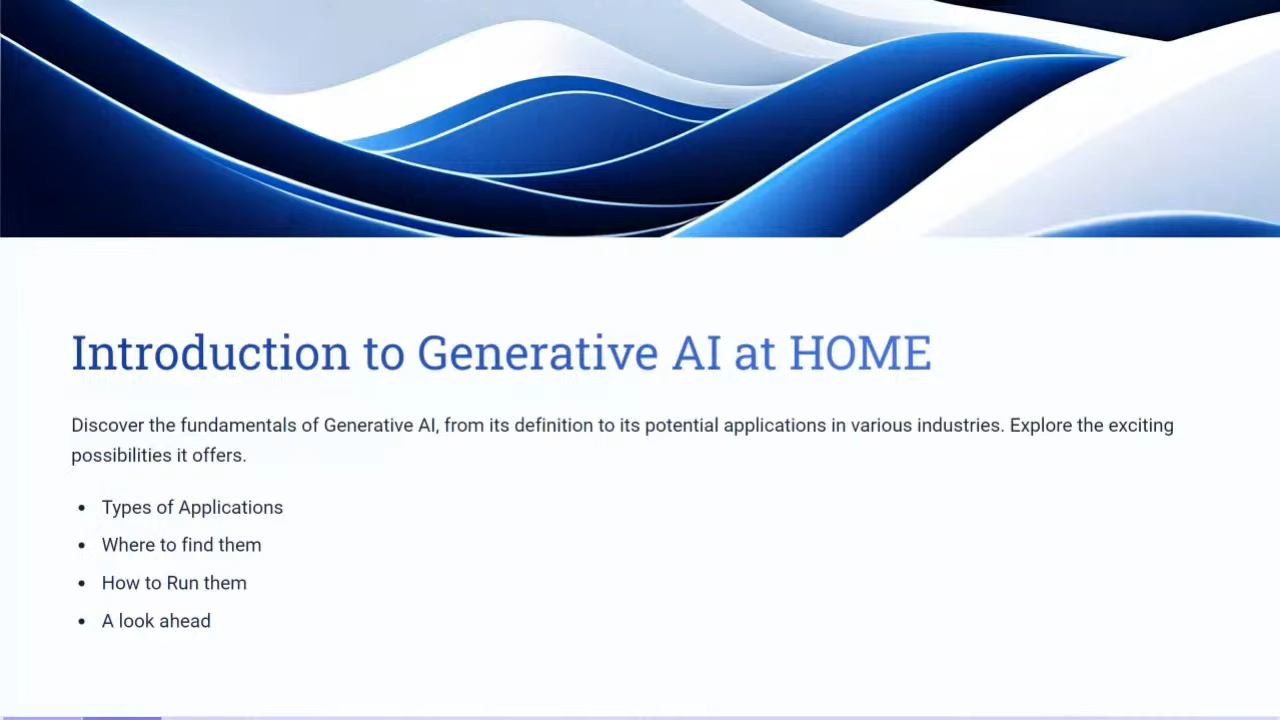 Introduction to Generative AI at HOME
Discover the fundamentals of Generative AI, from its definition to its potential applications in various industries. Explore the exciting
possibilities it offers.
• Types of Applications
• Where to find them
• How to Run them
• A look ahead